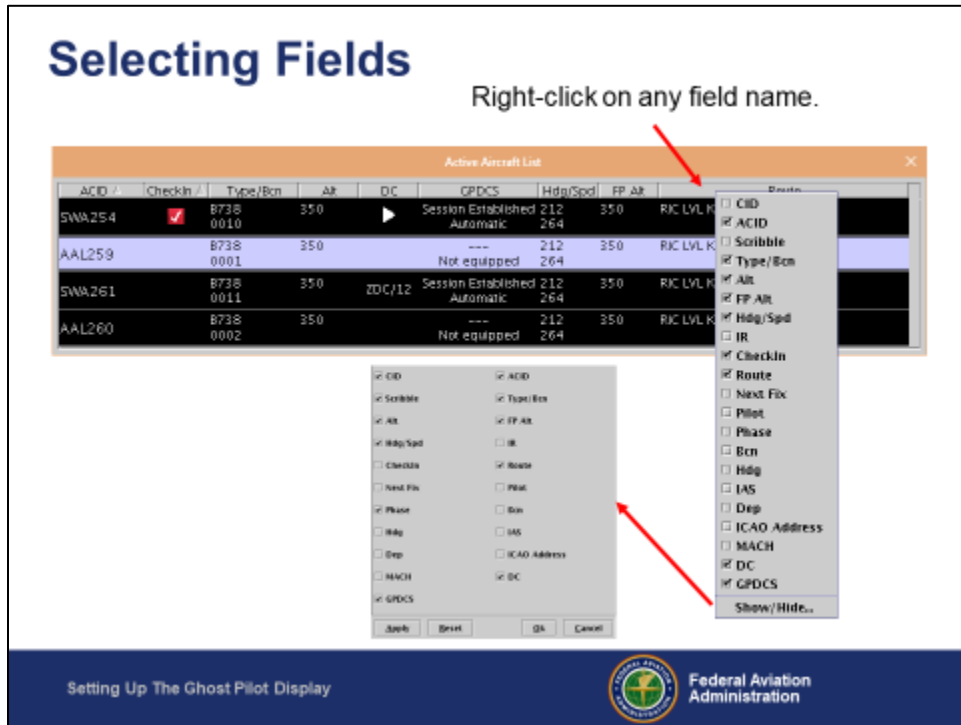 Selecting Fields
Right-click on any field name.
Active Aircraft List
ACID CheckIn Type/Bcn Alt DC GPDCS Hdg/Spd FP Alt Route
SWA254 B738 350 Session Established 212 350 RIC LVL K
0010 Automatic 264
AAL259 B738 350 --- 212 350 RIC LVL K
0001 Not equipped 264
SWA261 B738 350 ZDC/12 Session Established 212 350 RIC LVL K
0011 Automatic 264
AAL260 B738 350 --- 212 350 RIC LVL K
0002 Not equipped 264
CID
ACID
Scribble
Type/Bcn
Alt
FP Alt
Hdg/Spd
IR
CheckIn
Route
Next Fix
Pilot
Phase
Bcn
Hdg
IAS
Dep
ICAO Address
MACH
DC
GPDCS
Show/Hide...
CID ACID
Scribble Type/Bcn
Alt FP Alt
Hdg/Spd IR
CheckIn Route
Next Fix Pilot
Phase Bcn
Hdg IAS
Dep ICAO Address
MACH DC
GPDCS
Apply Reset Ok Cancel
Setting Up The Ghost Pilot Display
Federal Aviation
Administration